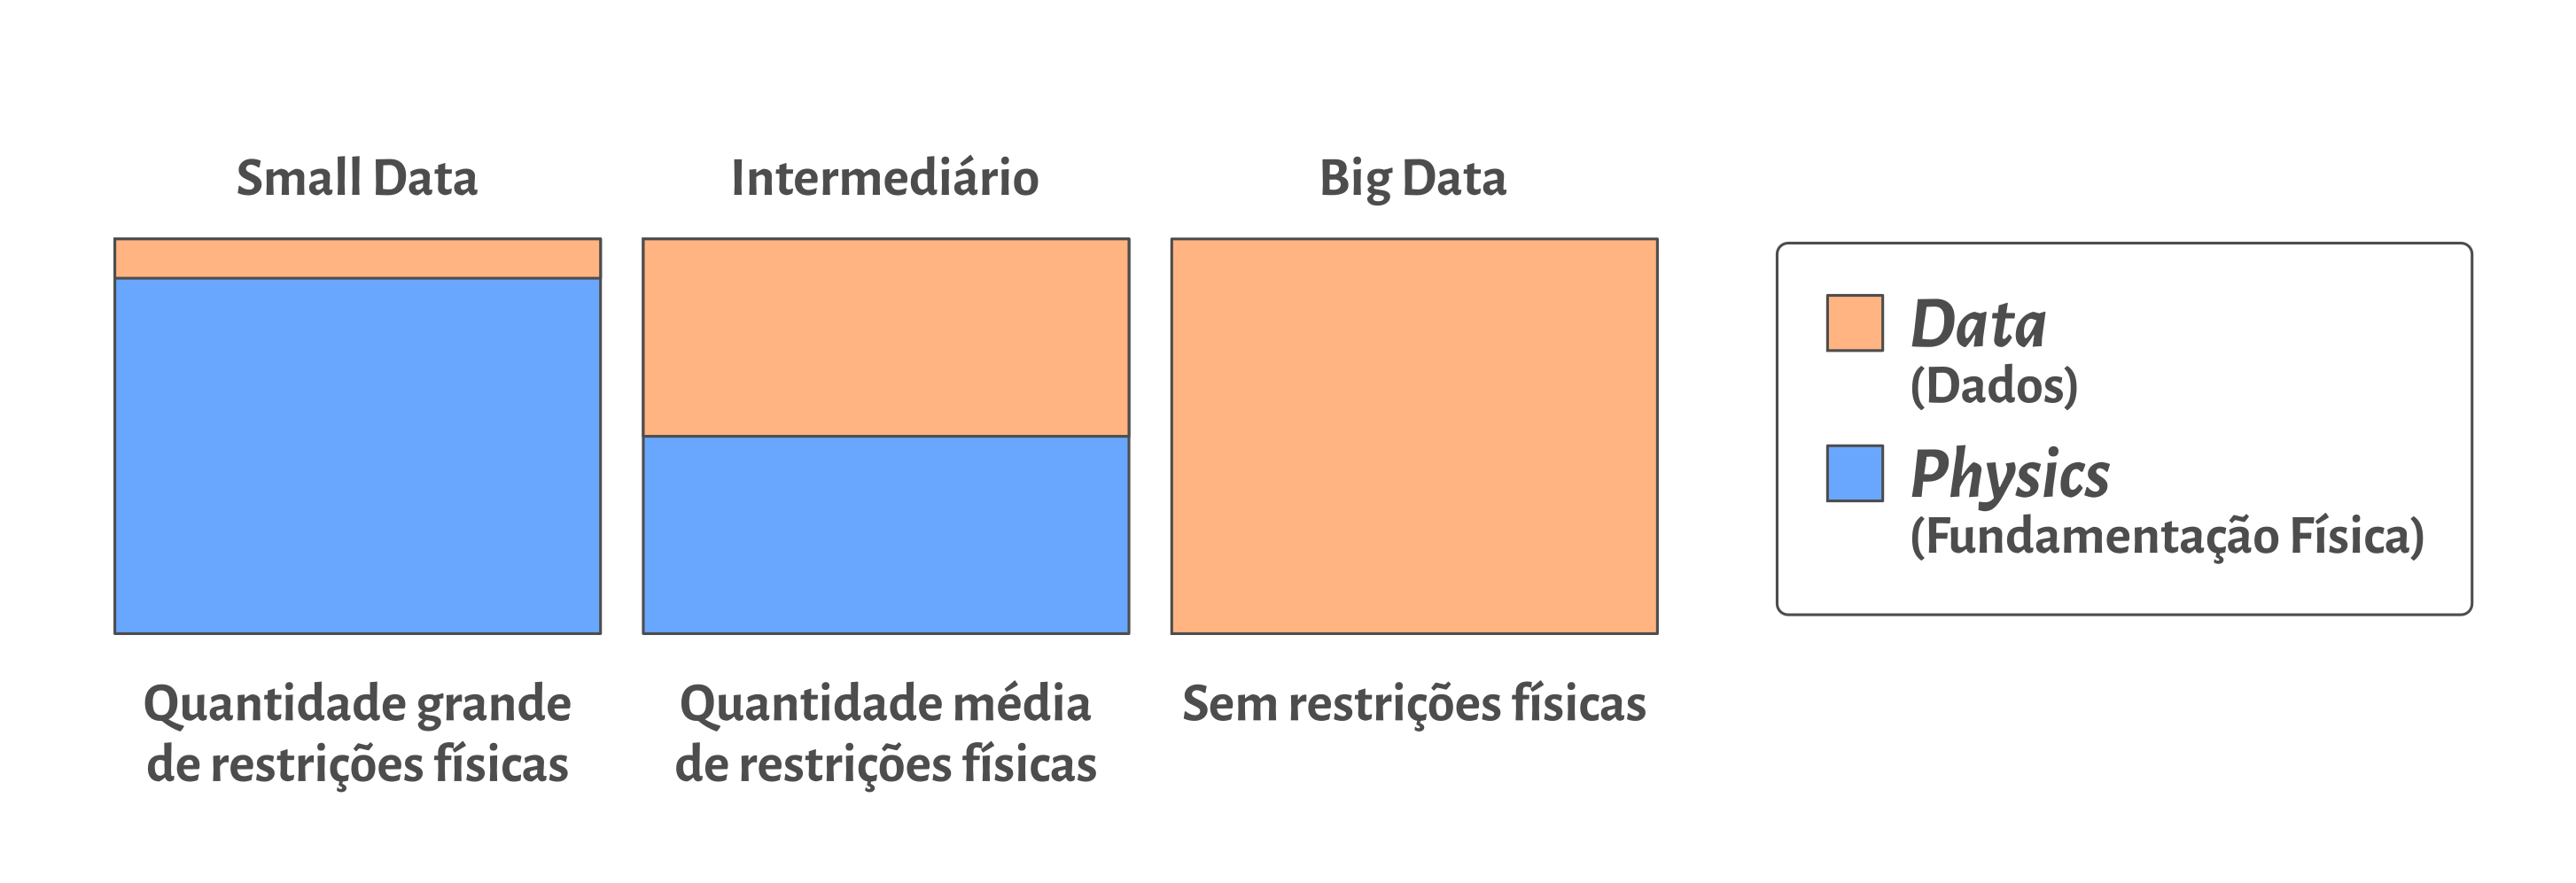 Small Data
Intermediário
Big Data
Data
(Dados)
Physics
(Fundamentação Física)
Quantidade grande
de restrições físicas
Quantidade média
de restrições físicas
Sem restrições físicas